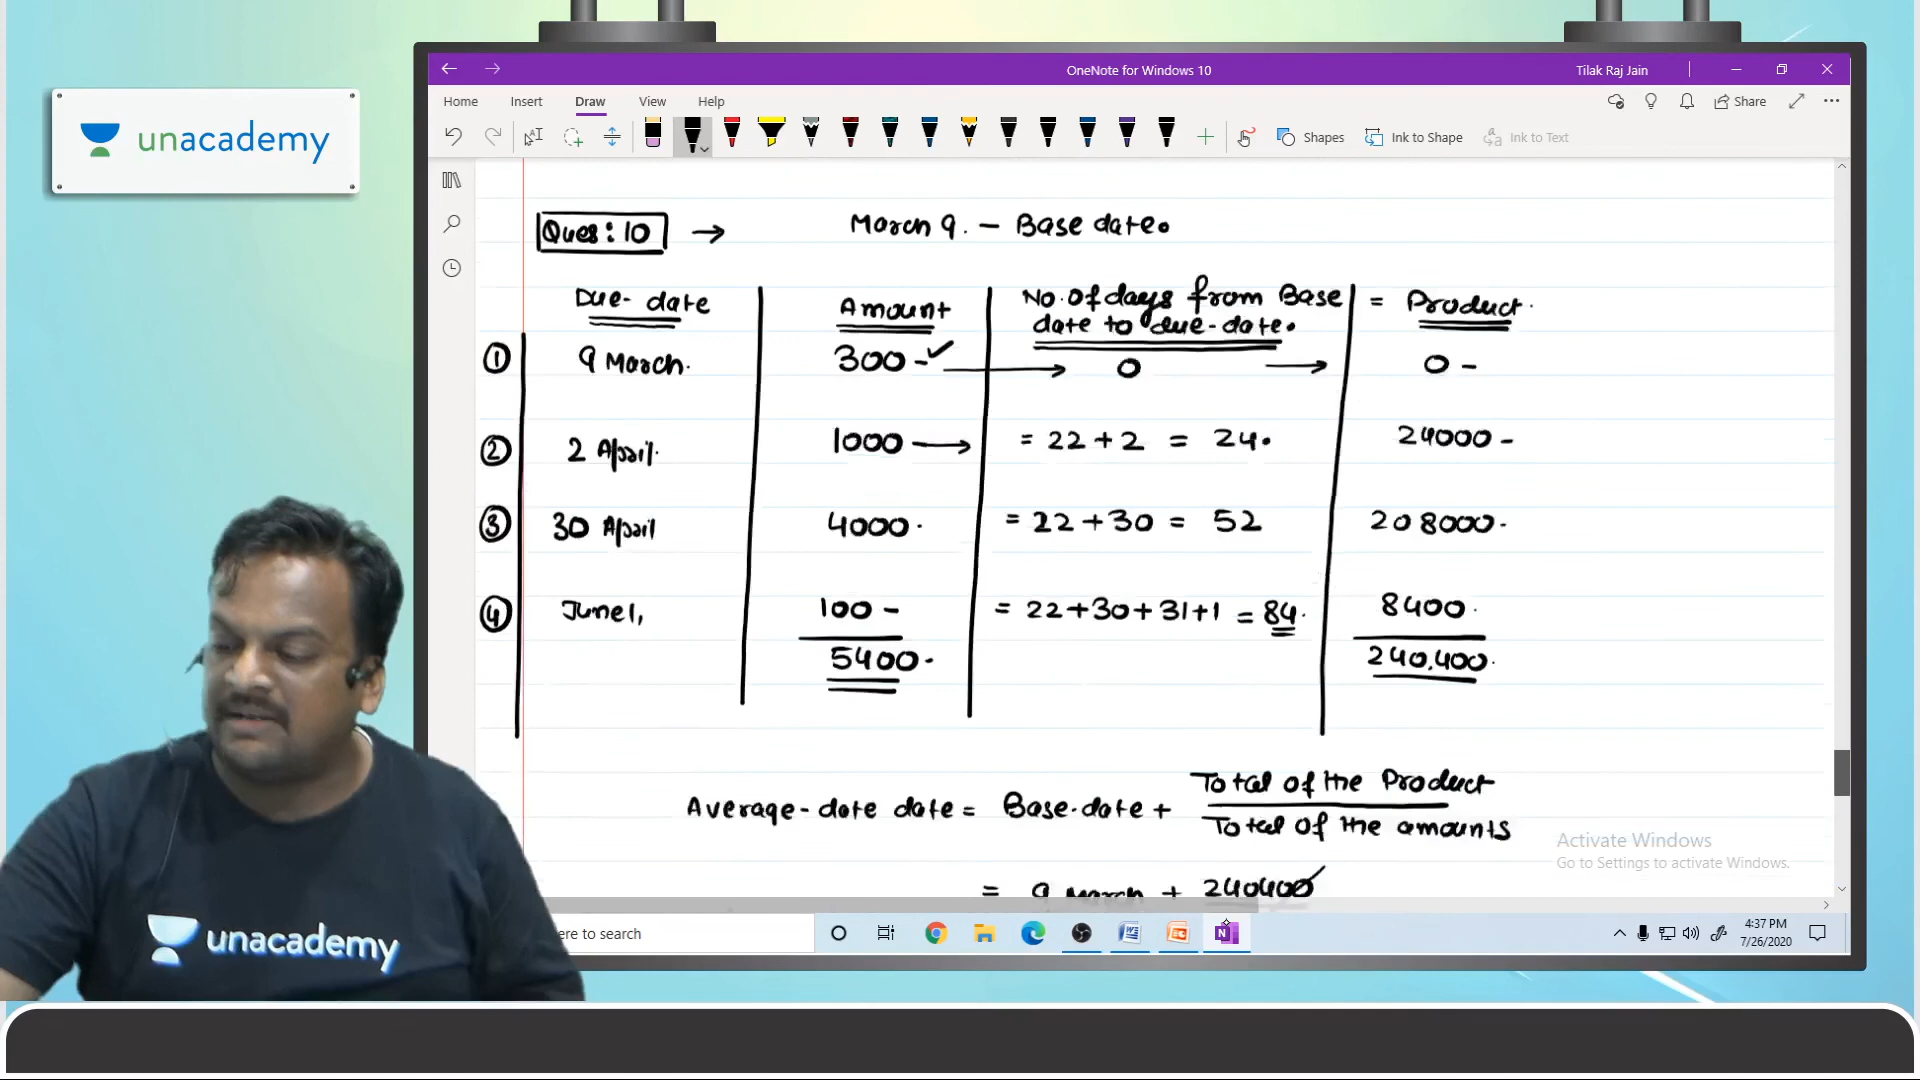 unacademy
OneNote for Windows 10
Tilak Raj Jain
Home Insert Draw View Help
Share
Shapes Ink to Shape Ink to Text
Ques: 10 → March 9. - Base date.
Due-date Amount No. of days from Base date to due-date. = Product.
① 9 March. 300 - ✓ → 0 → 0 -
② 2 April. 1000 → = 22 + 2 = 24. 24000 -
③ 30 April 4000. = 22 + 30 = 52 208000.
④ June 1, 100 - = 22+30+31+1 = 84. 8400.
5400. 240,400.
Average-date date = Base-date + Total of the Product
Total of the amounts
= 9 March + 240400
Activate Windows
Go to Settings to activate Windows.
ere to search
4:37 PM
7/26/2020
unacademy